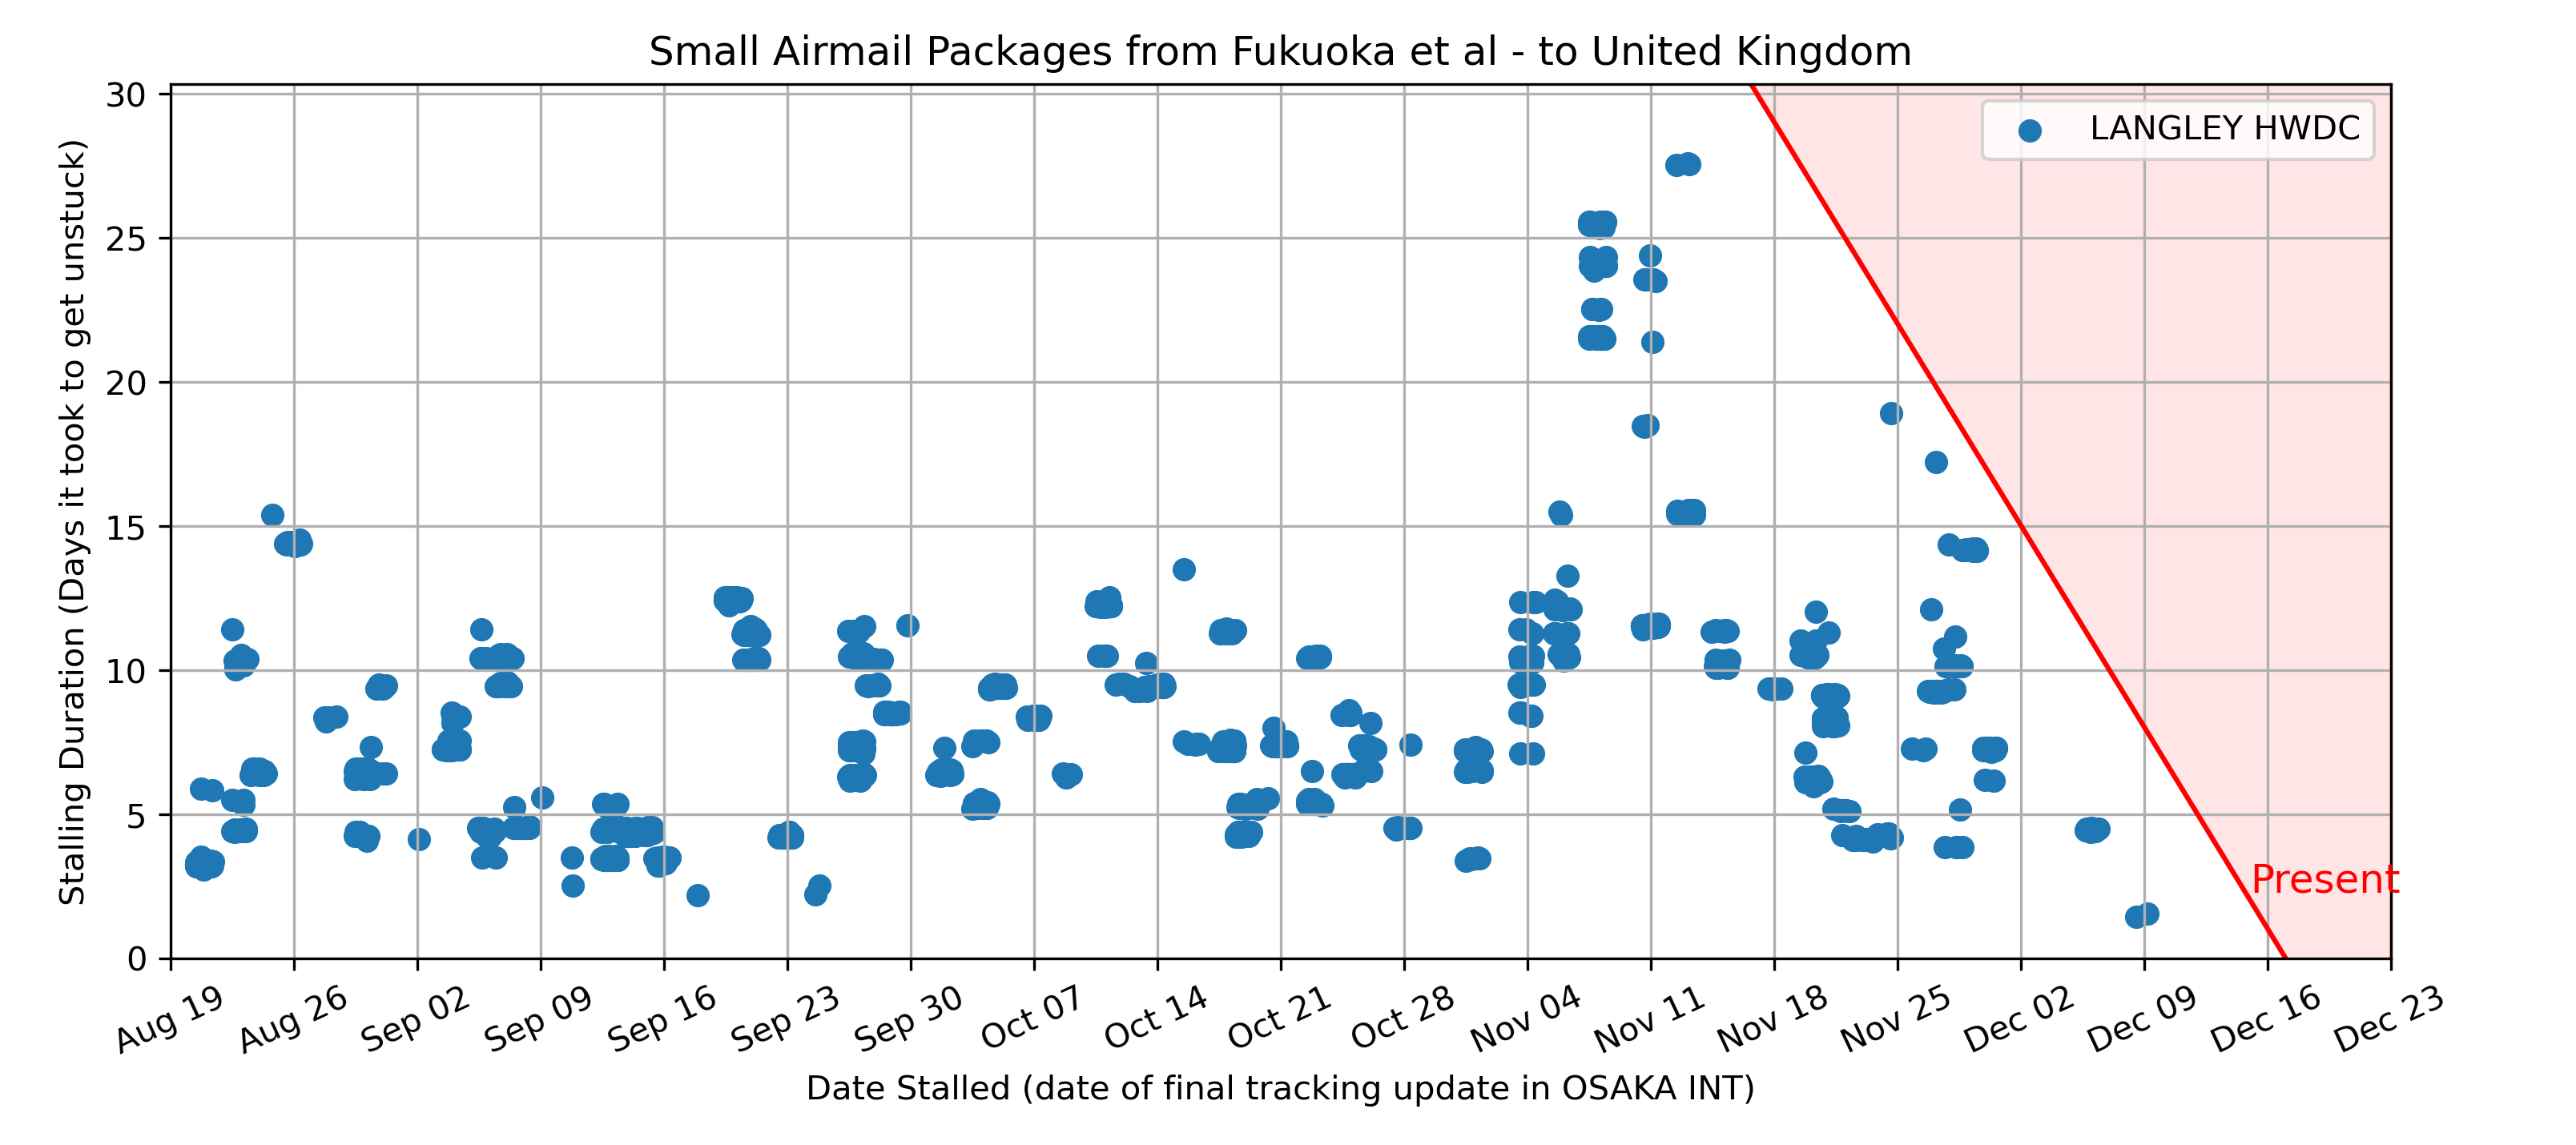 Small Airmail Packages from Fukuoka et al - to United Kingdom
LANGLEY HWDC
Stalling Duration (Days it took to get unstuck)
30
25
20
15
10
5
0
Present
Aug 19
Aug 26
Sep 02
Sep 09
Sep 16
Sep 23
Sep 30
Oct 07
Oct 14
Oct 21
Oct 28
Nov 04
Nov 11
Nov 18
Nov 25
Dec 02
Dec 09
Dec 16
Dec 23
Date Stalled (date of final tracking update in OSAKA INT)